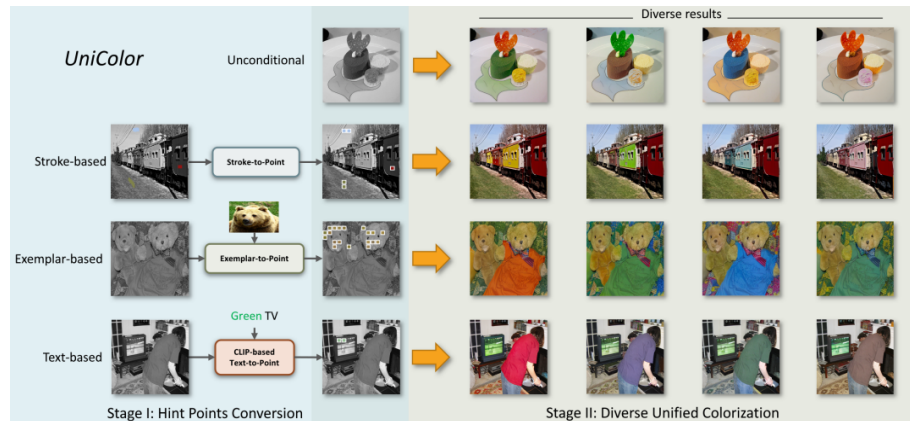 Diverse results
UniColor
Unconditional
Stroke-based
Stroke-to-Point
Exemplar-based
Exemplar-to-Point
Green TV
Text-based
CLIP-based
Text-to-Point
Stage I: Hint Points Conversion
Stage II: Diverse Unified Colorization